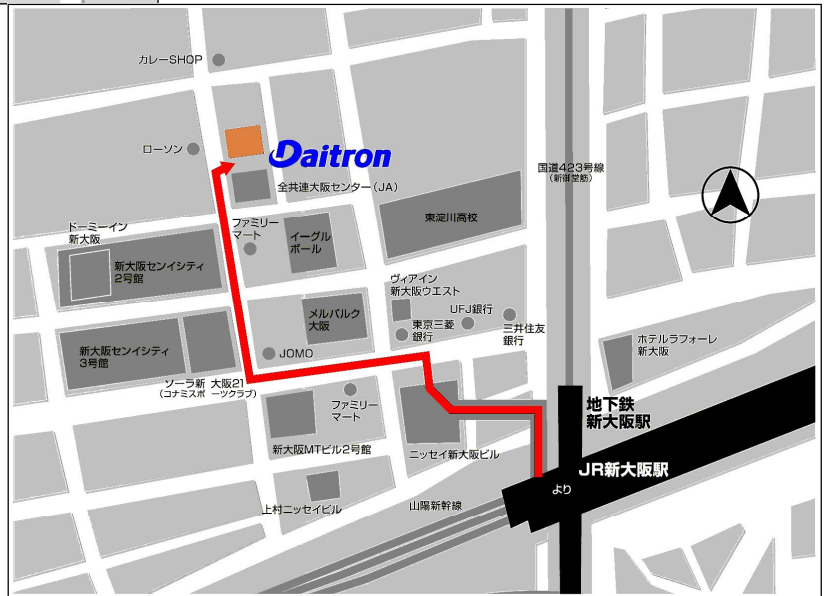 カレーSHOP
ローソン
Daitron
全共連大阪センター(JA)
国道423号線
(新御堂筋)
東淀川高校
ドーミーイン
新大阪
新大阪センイシティ
2号館
ファミリー
マート
イーグル
ボール
ヴィアイン
新大阪ウエスト
メルパルク
大阪
UFJ銀行
東京三菱
銀行
三井住友
銀行
ホテルラフォーレ
新大阪
新大阪センイシティ
3号館
JOMO
ソーラ新 大阪21
(コナミスポ ーツクラブ)
ファミリー
マート
地下鉄
新大阪駅
新大阪MTビル2号館
ニッセイ新大阪ビル
JR新大阪駅
より
上村ニッセイビル
山陽新幹線